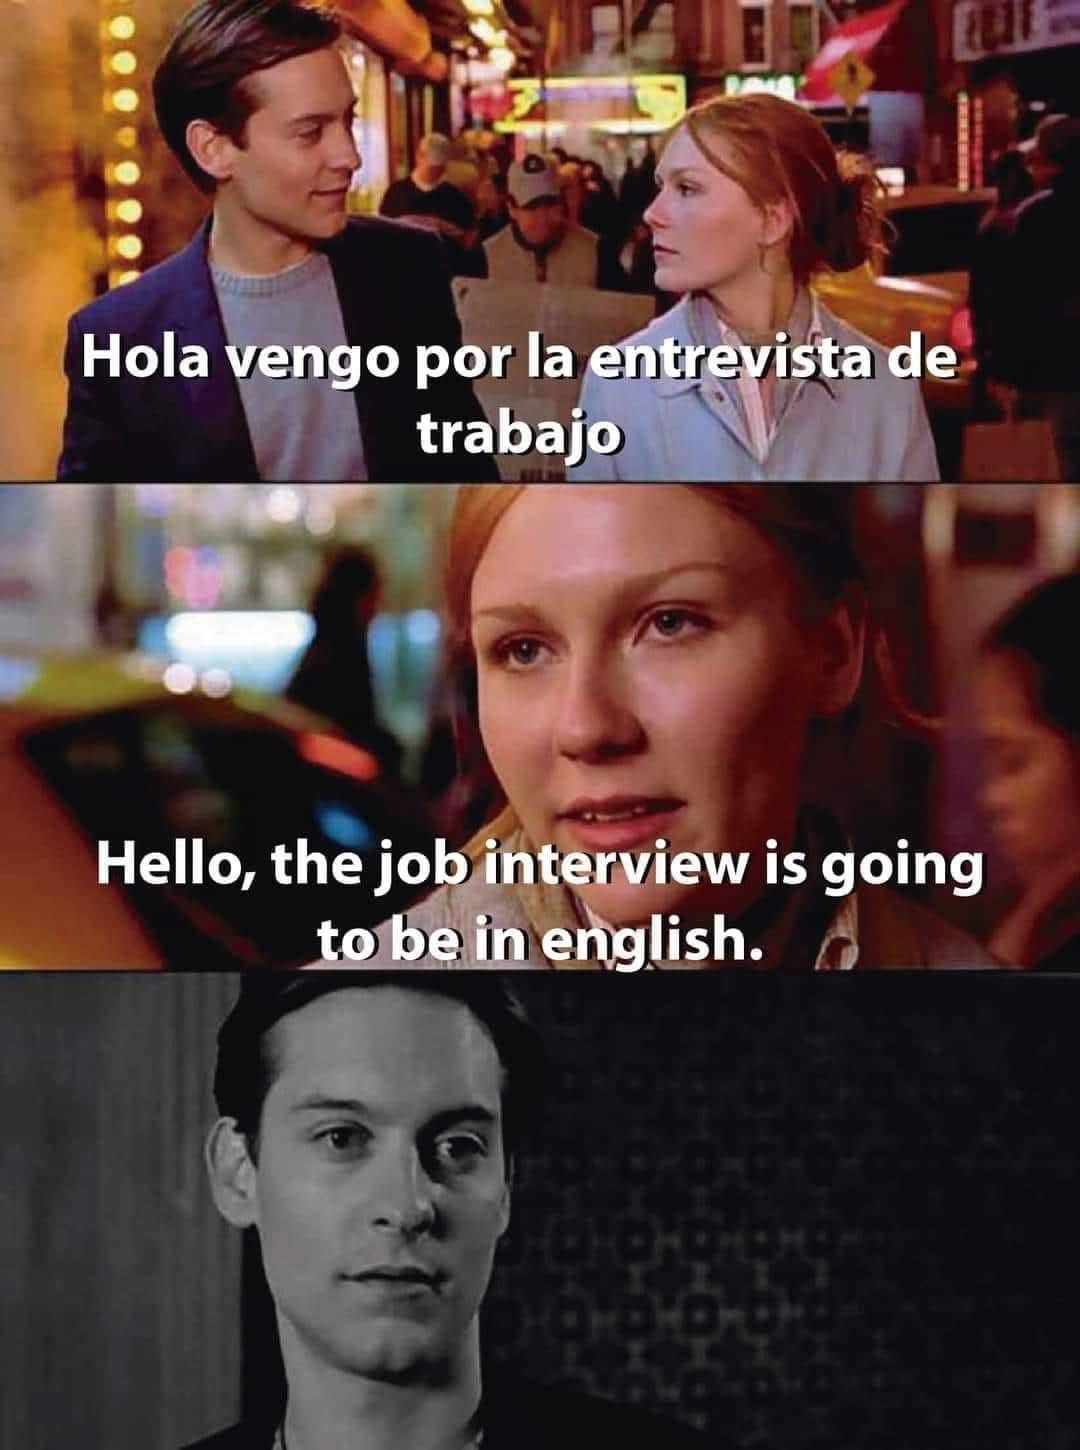 Hola vengo por la entrevista de
trabajo
Hello, the job interview is going
to be in english.